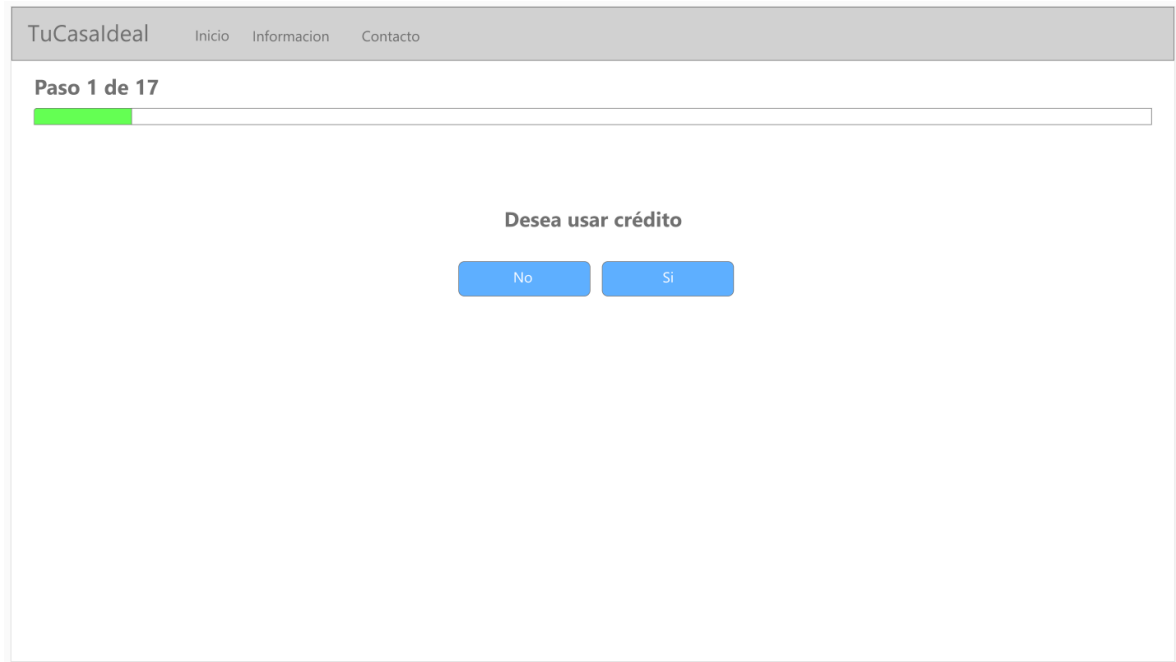 TuCasaIdeal Inicio Informacion Contacto
Paso 1 de 17
Desea usar crédito
No Si